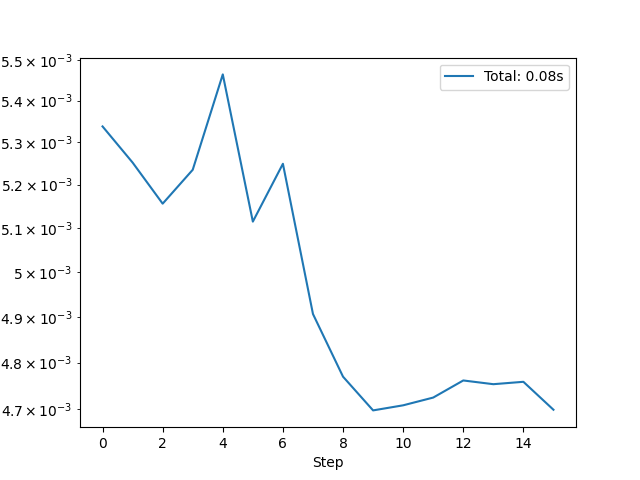 5.5 × 10⁻³
5.4 × 10⁻³
5.3 × 10⁻³
5.2 × 10⁻³
5.1 × 10⁻³
5 × 10⁻³
4.9 × 10⁻³
4.8 × 10⁻³
4.7 × 10⁻³
Total: 0.08s
0 2 4 6 8 10 12 14
Step